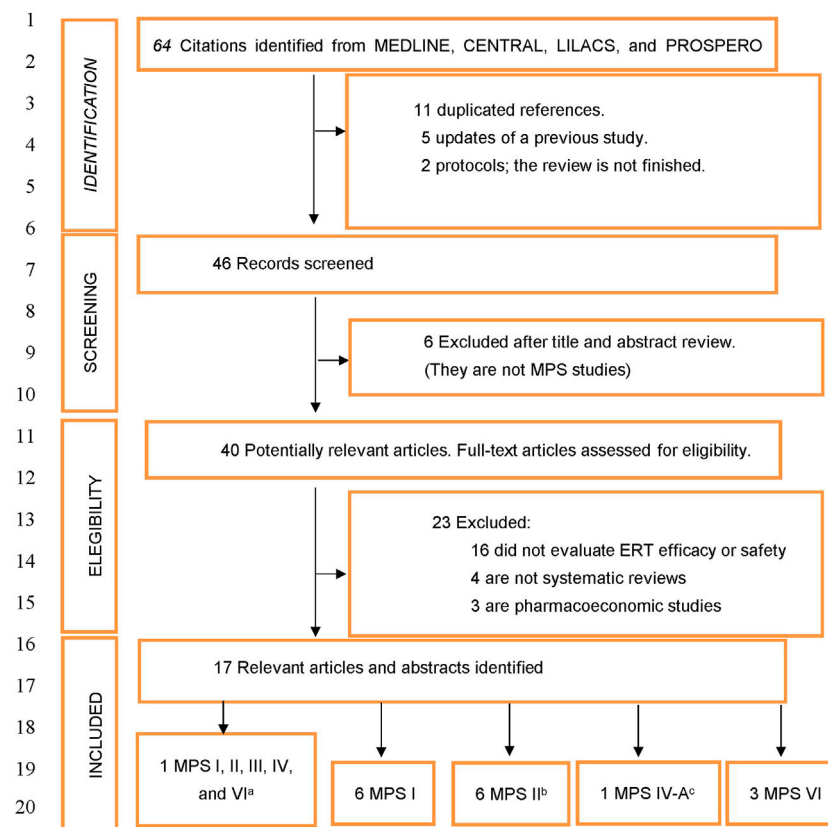 1
2
3
4
5
6
7
8
9
10
11
12
13
14
15
16
17
18
19
20
IDENTIFICATION
64 Citations identified from MEDLINE, CENTRAL, LILACS, and PROSPERO
11 duplicated references.
5 updates of a previous study.
2 protocols; the review is not finished.
SCREENING
46 Records screened
6 Excluded after title and abstract review.
(They are not MPS studies)
ELEGIBILITY
40 Potentially relevant articles. Full-text articles assessed for eligibility.
23 Excluded:
16 did not evaluate ERT efficacy or safety
4 are not systematic reviews
3 are pharmacoeconomic studies
INCLUDED
17 Relevant articles and abstracts identified
1 MPS I, II, III, IV,
and VIᵃ
6 MPS I
6 MPS IIᵇ
1 MPS IV-Aᶜ
3 MPS VI